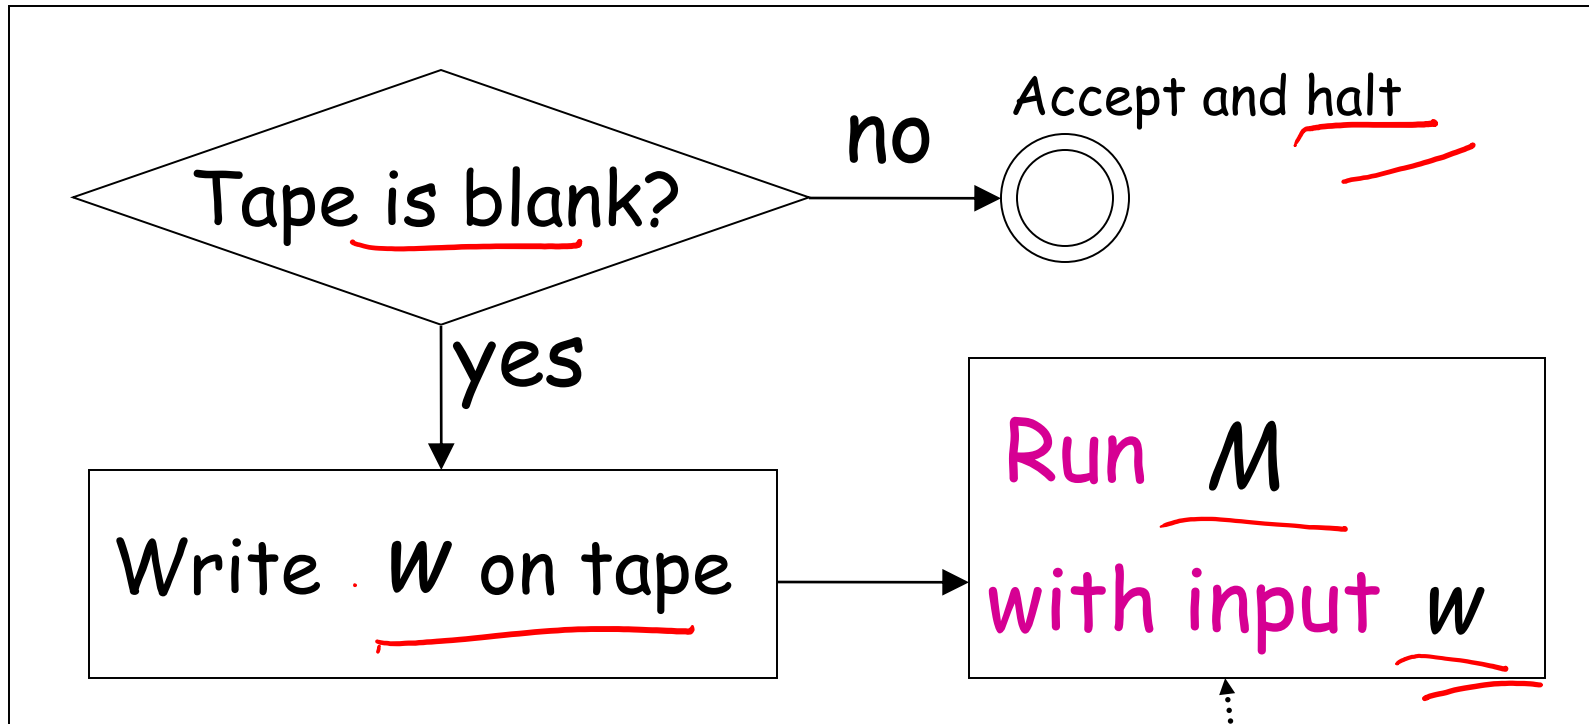 Accept and halt
no
Tape is blank?
yes
Run M
with input w
Write w on tape